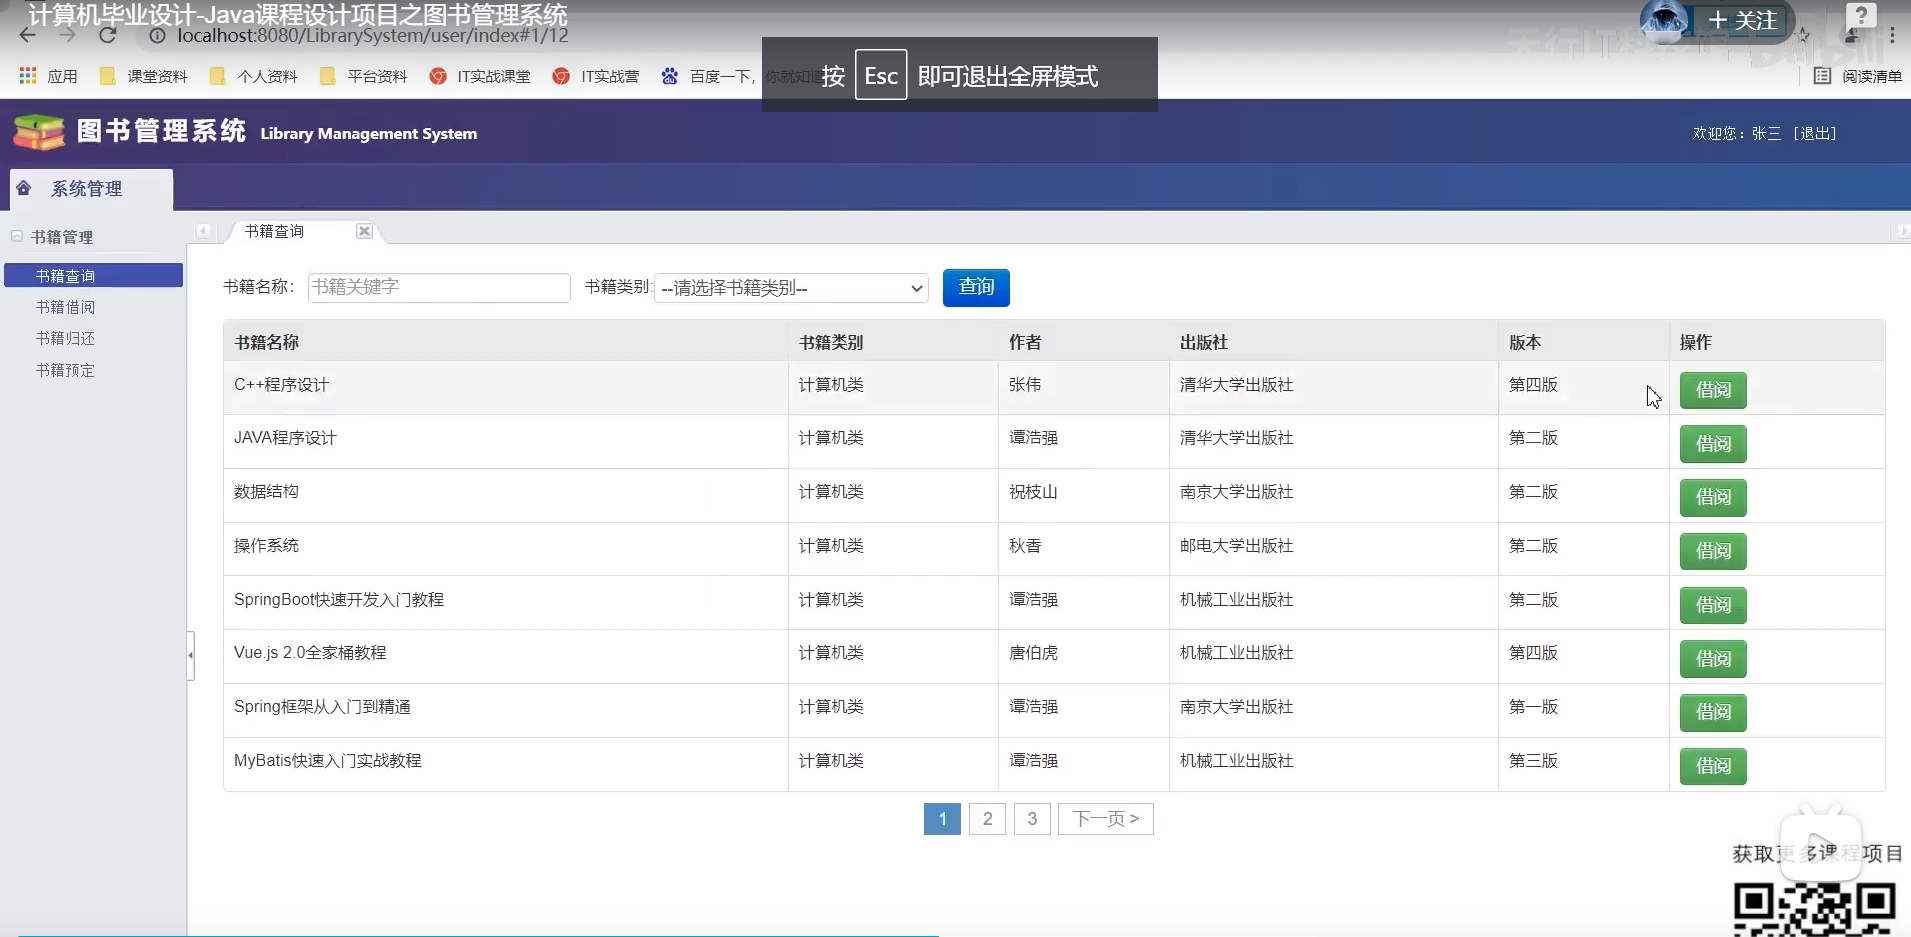 计算机毕业设计-Java课程设计项目之图书管理系统
+ 关注
?
localhost:8080/LibrarySystem/user/index#1/12
应用 课堂资料 个人资料 平台资料 IT实战课堂 IT实战营 百度一下，你就知道 阅读清单
按 Esc 即可退出全屏模式
图书管理系统 Library Management System
欢迎您：张三 [退出]
系统管理
书籍管理
书籍查询
书籍借阅
书籍归还
书籍预定
书籍查询
书籍名称： 书籍关键字 书籍类别: --请选择书籍类别-- 查询
书籍名称 书籍类别 作者 出版社 版本 操作
C++程序设计 计算机类 张伟 清华大学出版社 第四版 借阅
JAVA程序设计 计算机类 谭浩强 清华大学出版社 第二版 借阅
数据结构 计算机类 祝枝山 南京大学出版社 第二版 借阅
操作系统 计算机类 秋香 邮电大学出版社 第二版 借阅
SpringBoot快速开发入门教程 计算机类 谭浩强 机械工业出版社 第二版 借阅
Vue.js 2.0全家桶教程 计算机类 唐伯虎 机械工业出版社 第四版 借阅
Spring框架从入门到精通 计算机类 谭浩强 南京大学出版社 第一版 借阅
MyBatis快速入门实战教程 计算机类 谭浩强 机械工业出版社 第三版 借阅
1 2 3 下一页 >
获取更多课程项目